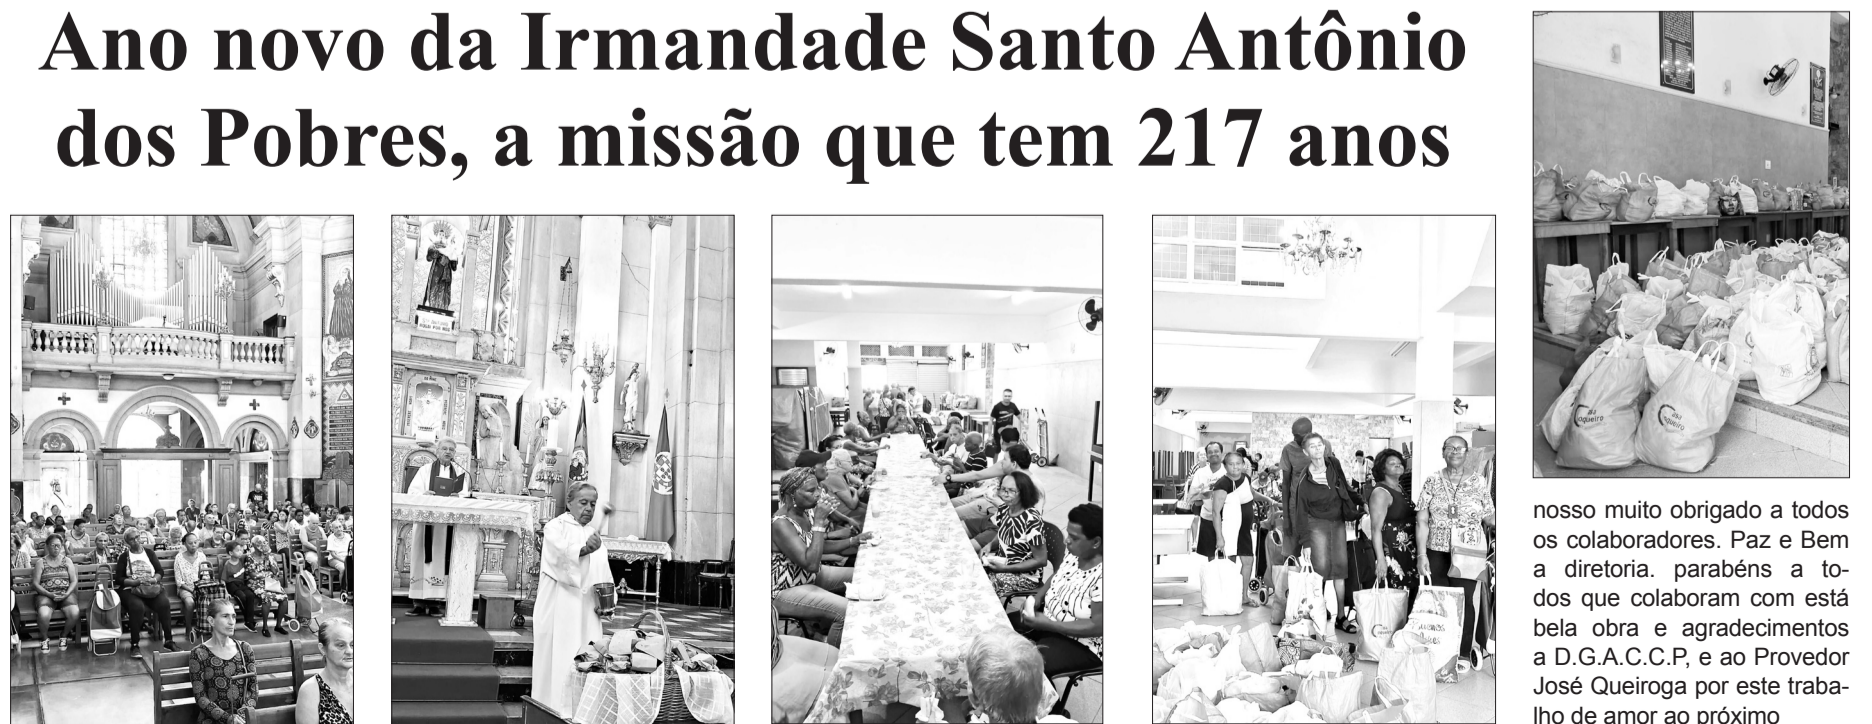 Ano novo da Irmandade Santo Antônio
dos Pobres, a missão que tem 217 anos
nosso muito obrigado a todos
os colaboradores. Paz e Bem
a diretoria. parabéns a to-
dos que colaboram com está
bela obra e agradecimentos
a D.G.A.C.C.P, e ao Provedor
José Queiroga por este traba-
lho de amor ao próximo